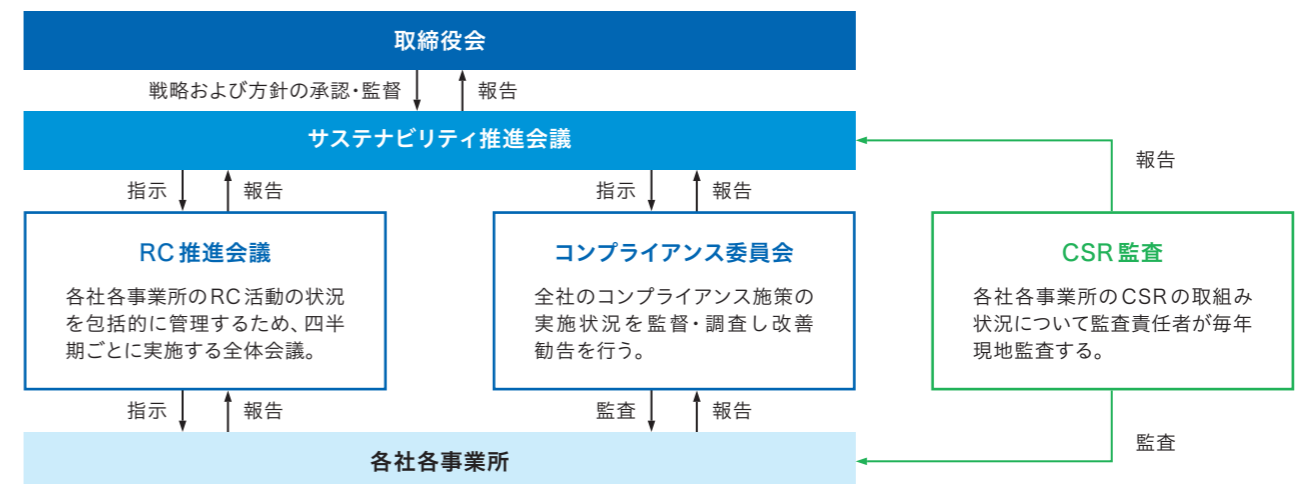 取締役会
戦略および方針の承認・監督
報告
サステナビリティ推進会議
報告
指示
報告
指示
報告
RC推進会議
各社各事業所のRC活動の状況
を包括的に管理するため、四半
期ごとに実施する全体会議。
コンプライアンス委員会
全社のコンプライアンス施策の
実施状況を監督・調査し改善
勧告を行う。
CSR監査
各社各事業所のCSRの取組み
状況について監査責任者が毎年
現地監査する。
指示
報告
監査
報告
監査
各社各事業所